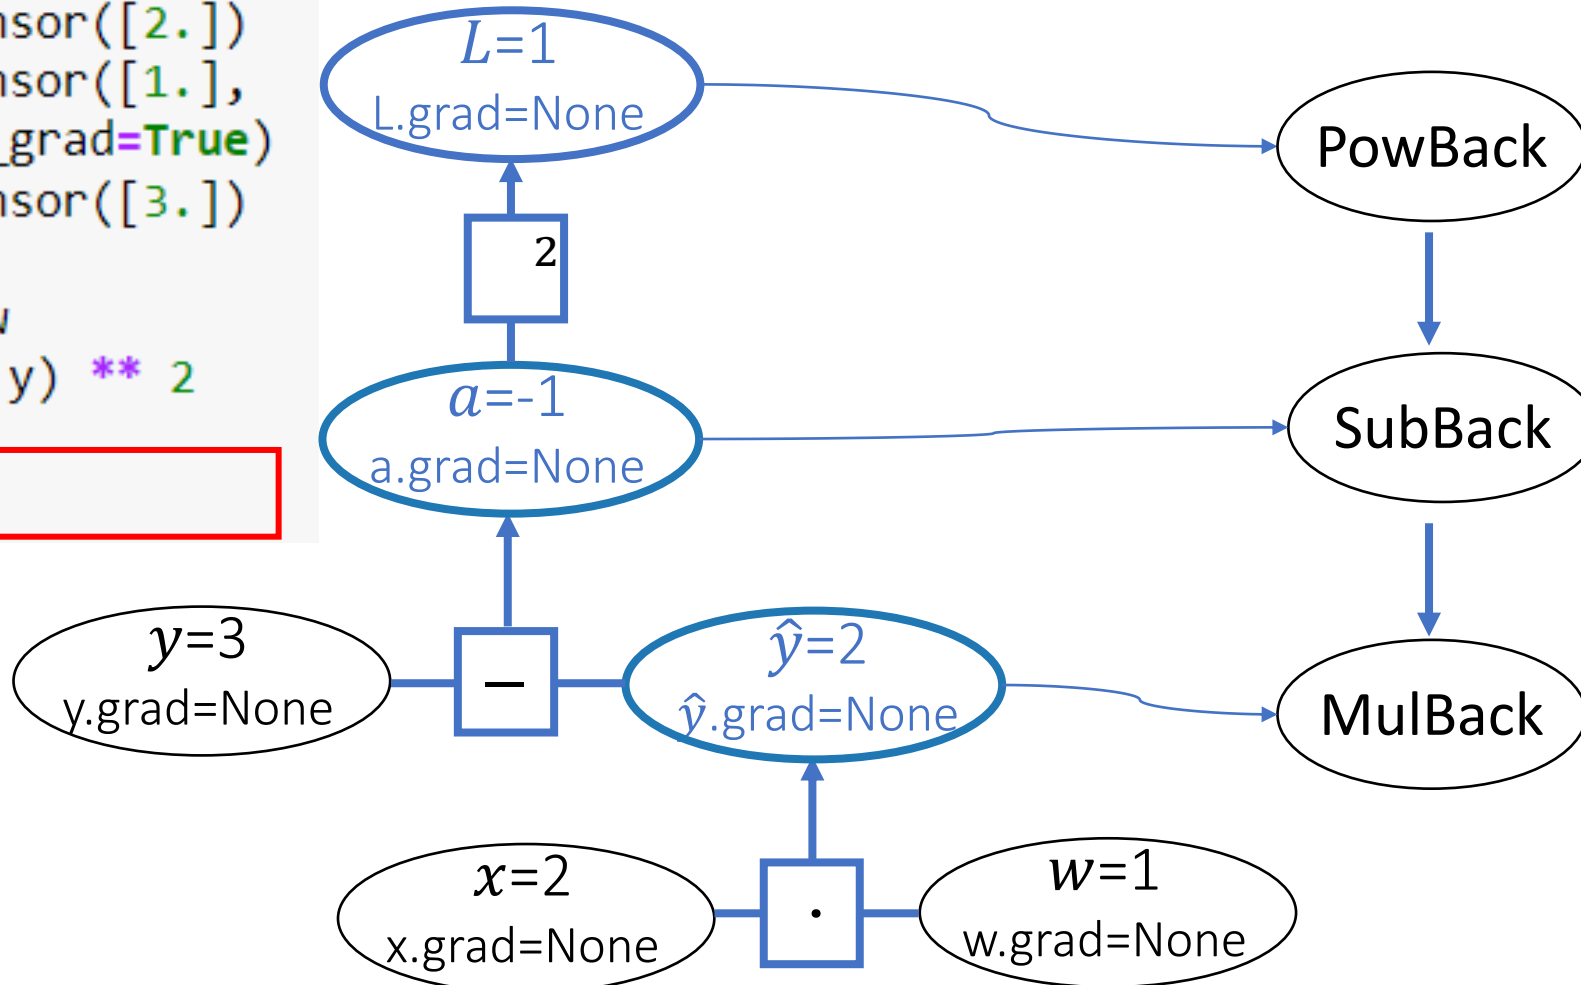 nsor([2.])
nsor([1.],
_grad=True)
nsor([3.])
y) ** 2
L=1
L.grad=None
PowBack
2
a=-1
a.grad=None
SubBack
y=3
y.grad=None
−
ŷ=2
ŷ.grad=None
MulBack
x=2
x.grad=None
·
w=1
w.grad=None